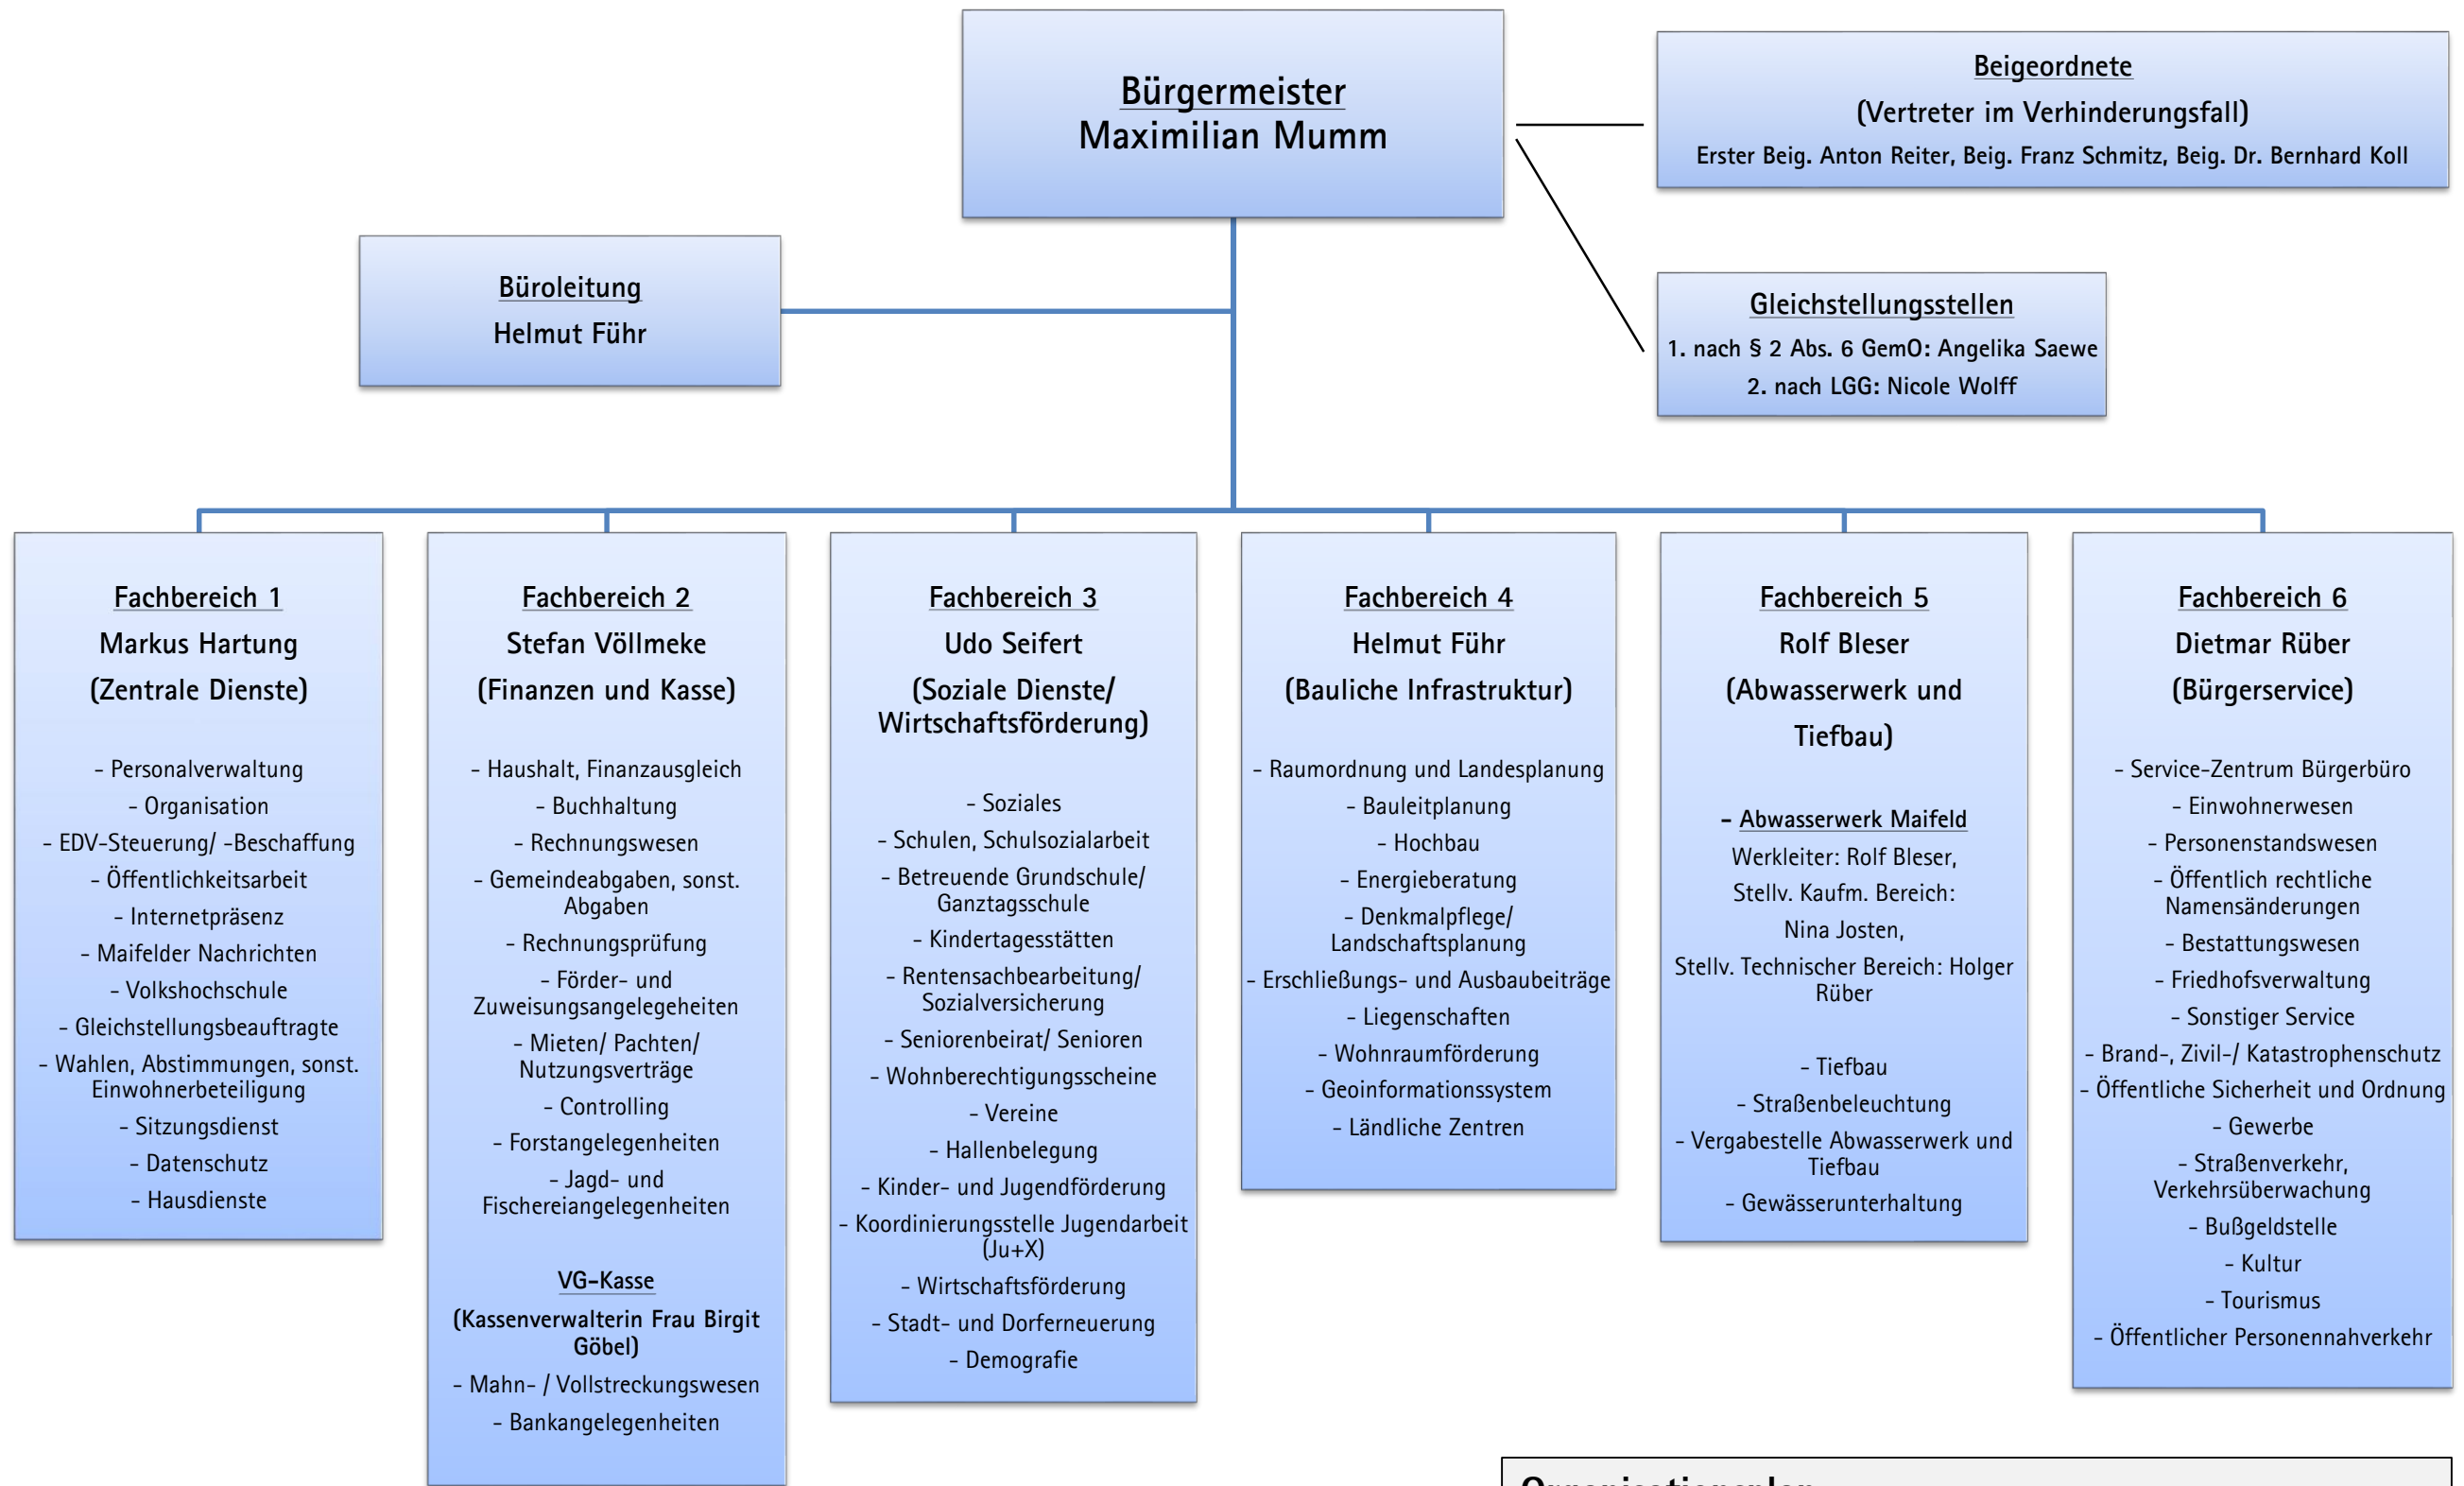 Bürgermeister
Maximilian Mumm
Beigeordnete
(Vertreter im Verhinderungsfall)
Erster Beig. Anton Reiter, Beig. Franz Schmitz, Beig. Dr. Bernhard Koll
Büroleitung
Helmut Führ
Gleichstellungsstellen
1. nach § 2 Abs. 6 GemO: Angelika Saewe
2. nach LGG: Nicole Wolff
Fachbereich 1
Markus Hartung
(Zentrale Dienste)
- Personalverwaltung
- Organisation
- EDV-Steuerung/ -Beschaffung
- Öffentlichkeitsarbeit
- Internetpräsenz
- Maifelder Nachrichten
- Volkshochschule
- Gleichstellungsbeauftragte
- Wahlen, Abstimmungen, sonst.
Einwohnerbeteiligung
- Sitzungsdienst
- Datenschutz
- Hausdienste
Fachbereich 2
Stefan Völlmeke
(Finanzen und Kasse)
- Haushalt, Finanzausgleich
- Buchhaltung
- Rechnungswesen
- Gemeindeabgaben, sonst.
Abgaben
- Rechnungsprüfung
- Förder- und
Zuweisungsangelegeheiten
- Mieten/ Pachten/
Nutzungsverträge
- Controlling
- Forstangelegenheiten
- Jagd- und
Fischereiangelegenheiten
VG-Kasse
(Kassenverwalterin Frau Birgit
Göbel)
- Mahn- / Vollstreckungswesen
- Bankangelegenheiten
Fachbereich 3
Udo Seifert
(Soziale Dienste/
Wirtschaftsförderung)
- Soziales
- Schulen, Schulsozialarbeit
- Betreuende Grundschule/
Ganztagsschule
- Kindertagesstätten
- Rentensachbearbeitung/
Sozialversicherung
- Seniorenbeirat/ Senioren
- Wohnberechtigungsscheine
- Vereine
- Hallenbelegung
- Kinder- und Jugendförderung
- Koordinierungsstelle Jugendarbeit
(Ju+X)
- Wirtschaftsförderung
- Stadt- und Dorferneuerung
- Demografie
Fachbereich 4
Helmut Führ
(Bauliche Infrastruktur)
- Raumordnung und Landesplanung
- Bauleitplanung
- Hochbau
- Energieberatung
- Denkmalpflege/
Landschaftsplanung
- Erschließungs- und Ausbaubeiträge
- Liegenschaften
- Wohnraumförderung
- Geoinformationssystem
- Ländliche Zentren
Fachbereich 5
Rolf Bleser
(Abwasserwerk und
Tiefbau)
- Abwasserwerk Maifeld
Werkleiter: Rolf Bleser,
Stellv. Kaufm. Bereich:
Nina Josten,
Stellv. Technischer Bereich: Holger
Rüber
- Tiefbau
- Straßenbeleuchtung
- Vergabestelle Abwasserwerk und
Tiefbau
- Gewässerunterhaltung
Fachbereich 6
Dietmar Rüber
(Bürgerservice)
- Service-Zentrum Bürgerbüro
- Einwohnerwesen
- Personenstandswesen
- Öffentlich rechtliche
Namensänderungen
- Bestattungswesen
- Friedhofsverwaltung
- Sonstiger Service
- Brand-, Zivil-/ Katastrophenschutz
- Öffentliche Sicherheit und Ordnung
- Gewerbe
- Straßenverkehr,
Verkehrsüberwachung
- Bußgeldstelle
- Kultur
- Tourismus
- Öffentlicher Personennahverkehr
Organisationsplan